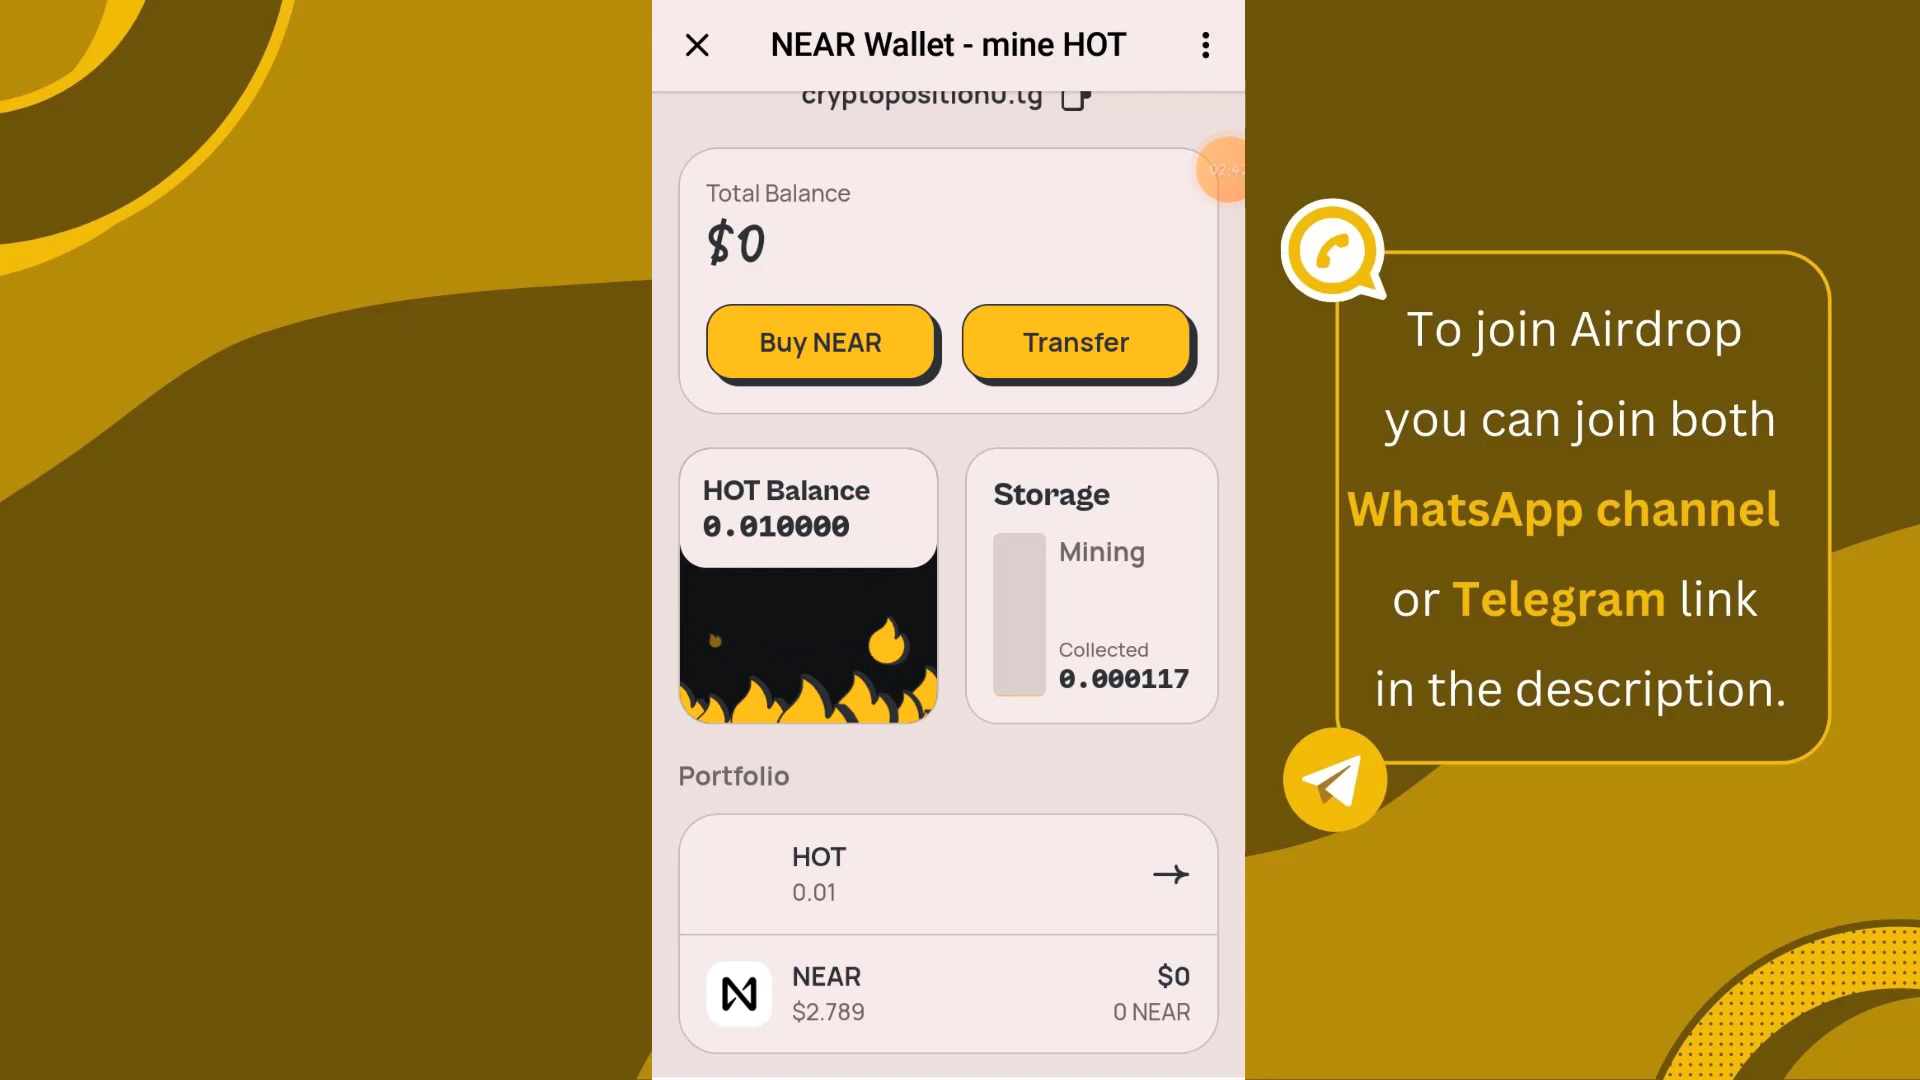 NEAR Wallet - mine HOT
cryptoposition0.tg
Total Balance
$0
Buy NEAR
Transfer
HOT Balance
0.010000
Storage
Mining
Collected
0.000117
Portfolio
HOT
0.01
NEAR
$0
$2.789
0 NEAR
To join Airdrop
you can join both
WhatsApp channel
or Telegram link
in the description.